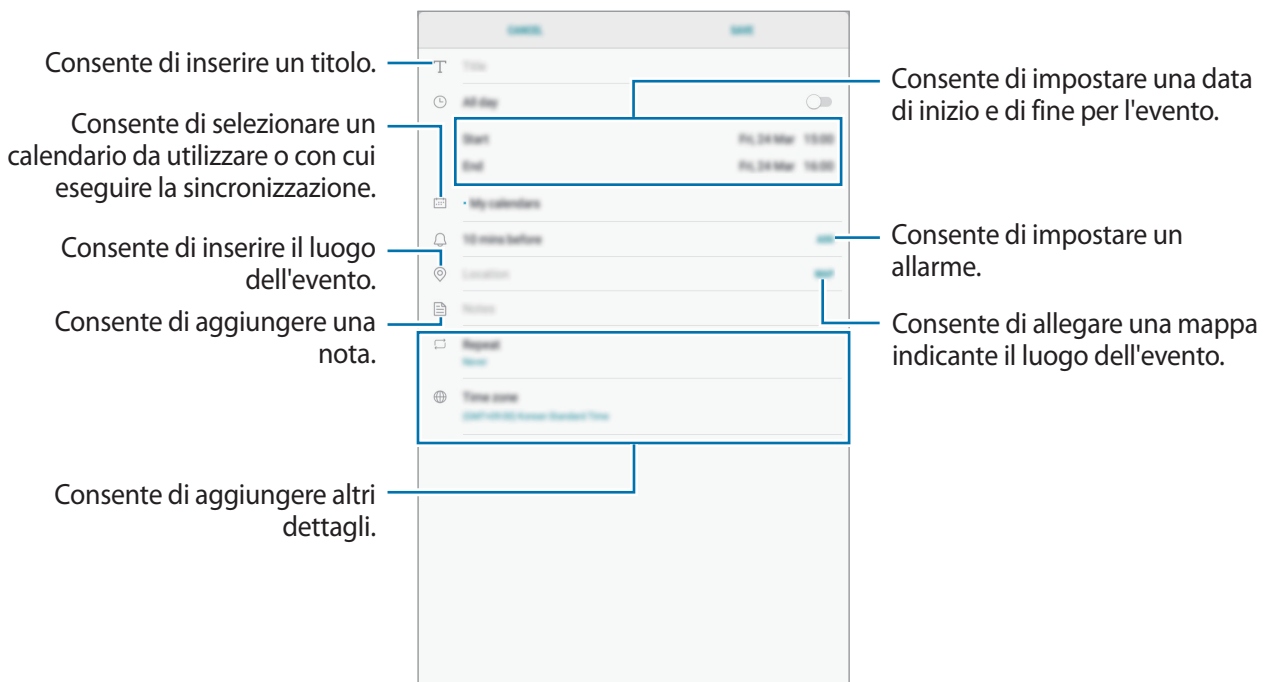 CANCEL
SAVE
Consente di inserire un titolo.
Title
All day
Consente di impostare una data
di inizio e di fine per l'evento.
Consente di selezionare un
calendario da utilizzare o con cui
eseguire la sincronizzazione.
Start
Fri, 24 Mar 15:00
End
Fri, 24 Mar 16:00
My calendars
10 mins before
Consente di impostare un
allarme.
Consente di inserire il luogo
dell'evento.
Location
MAP
Consente di aggiungere una
nota.
Notes
Consente di allegare una mappa
indicante il luogo dell'evento.
Repeat
Never
Time zone
Consente di aggiungere altri
dettagli.